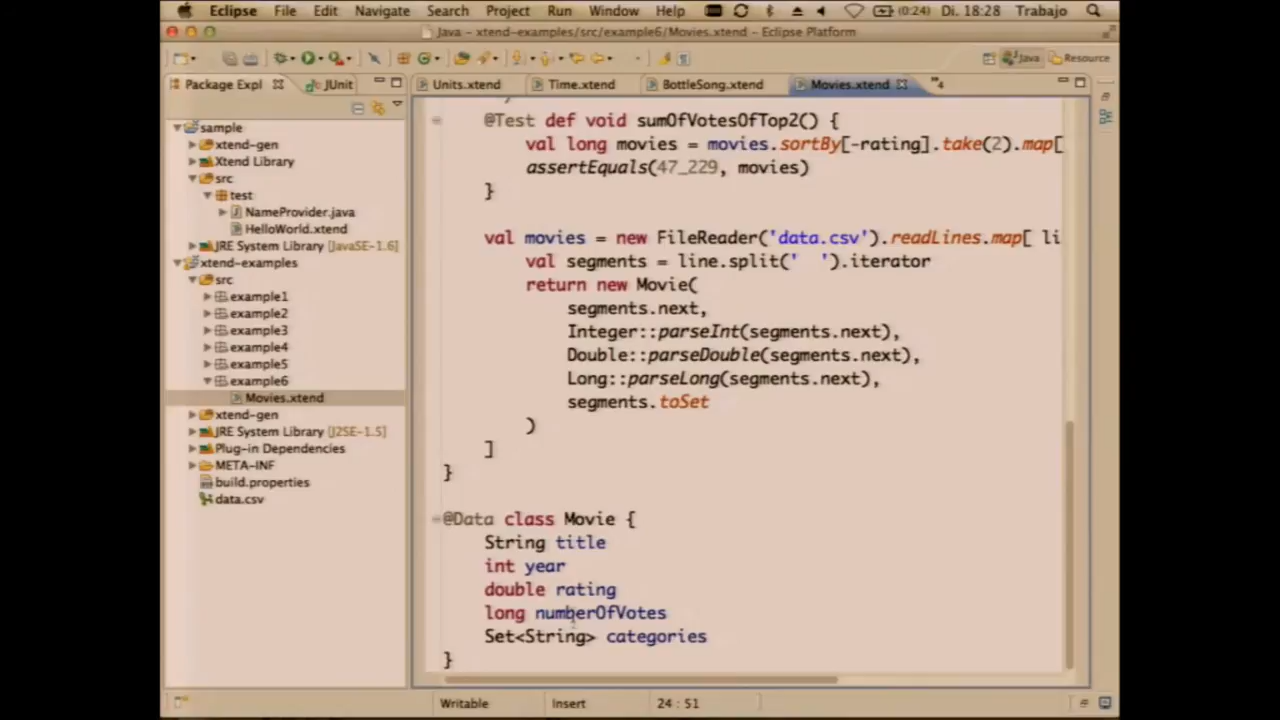 Eclipse File Edit Navigate Search Project Run Window Help (0:24) Di. 18:28 Trabajo
Java - xtend-examples/src/example6/Movies.xtend - Eclipse Platform
Java Resource
Package Expl JUnit
Units.xtend Time.xtend BottleSong.xtend Movies.xtend 4
sample
xtend-gen
Xtend Library
src
test
NameProvider.java
HelloWorld.xtend
JRE System Library [JavaSE-1.6]
xtend-examples
src
example1
example2
example3
example4
example5
example6
Movies.xtend
xtend-gen
JRE System Library [J2SE-1.5]
Plug-in Dependencies
META-INF
build.properties
data.csv
@Test def void sumOfVotesOfTop2() {
val long movies = movies.sortBy[-rating].take(2).map[
assertEquals(47_229, movies)
}
val movies = new FileReader('data.csv').readLines.map[ li
val segments = line.split('  ').iterator
return new Movie(
segments.next,
Integer::parseInt(segments.next),
Double::parseDouble(segments.next),
Long::parseLong(segments.next),
segments.toSet
)
]
}
@Data class Movie {
String title
int year
double rating
long numberOfVotes
Set<String> categories
}
Writable Insert 24 : 51